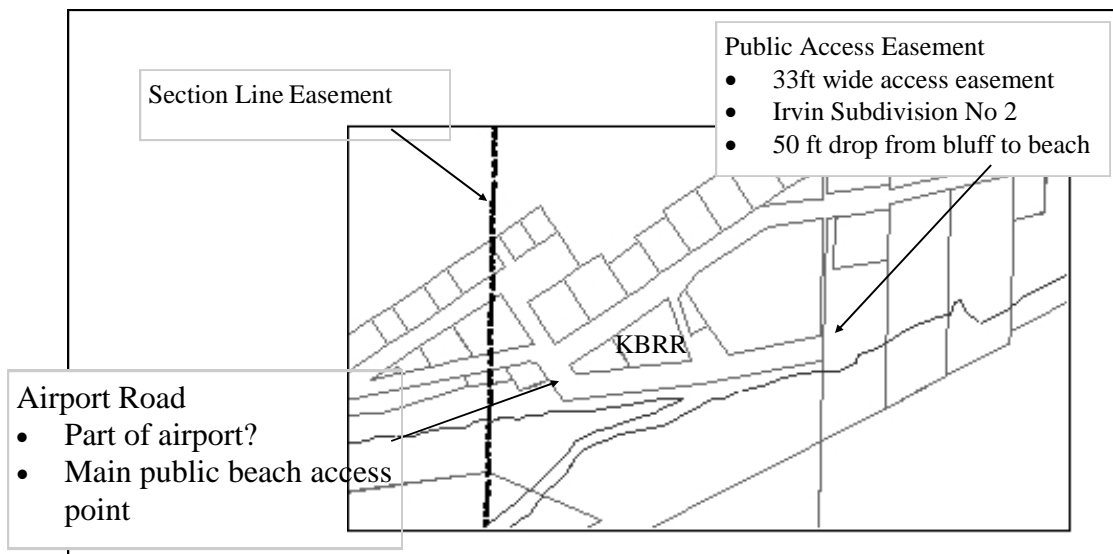 Public Access Easement
• 33ft wide access easement
• Irvin Subdivision No 2
• 50 ft drop from bluff to beach
Section Line Easement
KBRR
Airport Road
• Part of airport?
• Main public beach access
point